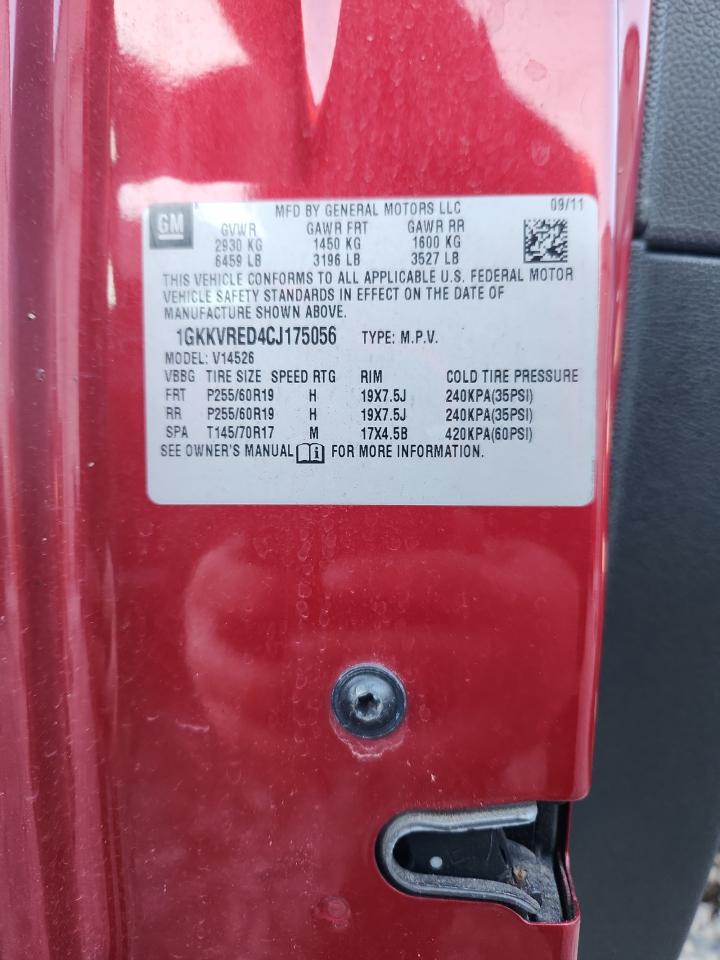 MFD BY GENERAL MOTORS LLC 09/11
GM
GVWR GAWR FRT GAWR RR
2930 KG 1450 KG 1600 KG
6459 LB 3196 LB 3527 LB
THIS VEHICLE CONFORMS TO ALL APPLICABLE U.S. FEDERAL MOTOR
VEHICLE SAFETY STANDARDS IN EFFECT ON THE DATE OF
MANUFACTURE SHOWN ABOVE.
1GKKVRED4CJ175056 TYPE: M.P.V.
MODEL: V14526
VBBG TIRE SIZE SPEED RTG RIM COLD TIRE PRESSURE
FRT P255/60R19 H 19X7.5J 240KPA(35PSI)
RR P255/60R19 H 19X7.5J 240KPA(35PSI)
SPA T145/70R17 M 17X4.5B 420KPA(60PSI)
SEE OWNER'S MANUAL i FOR MORE INFORMATION.